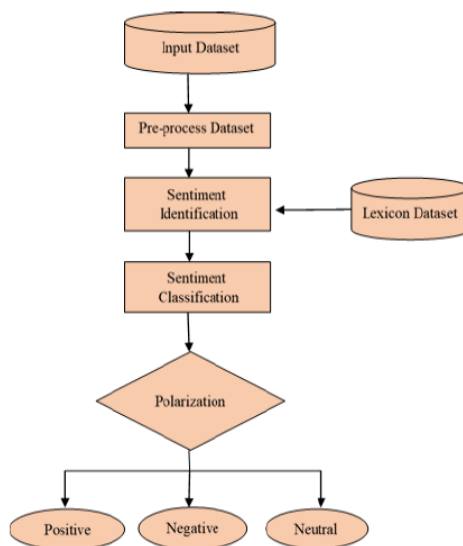 Input Dataset
Pre-process Dataset
Sentiment
Identification
Lexicon Dataset
Sentiment
Classification
Polarization
Positive
Negative
Neutral